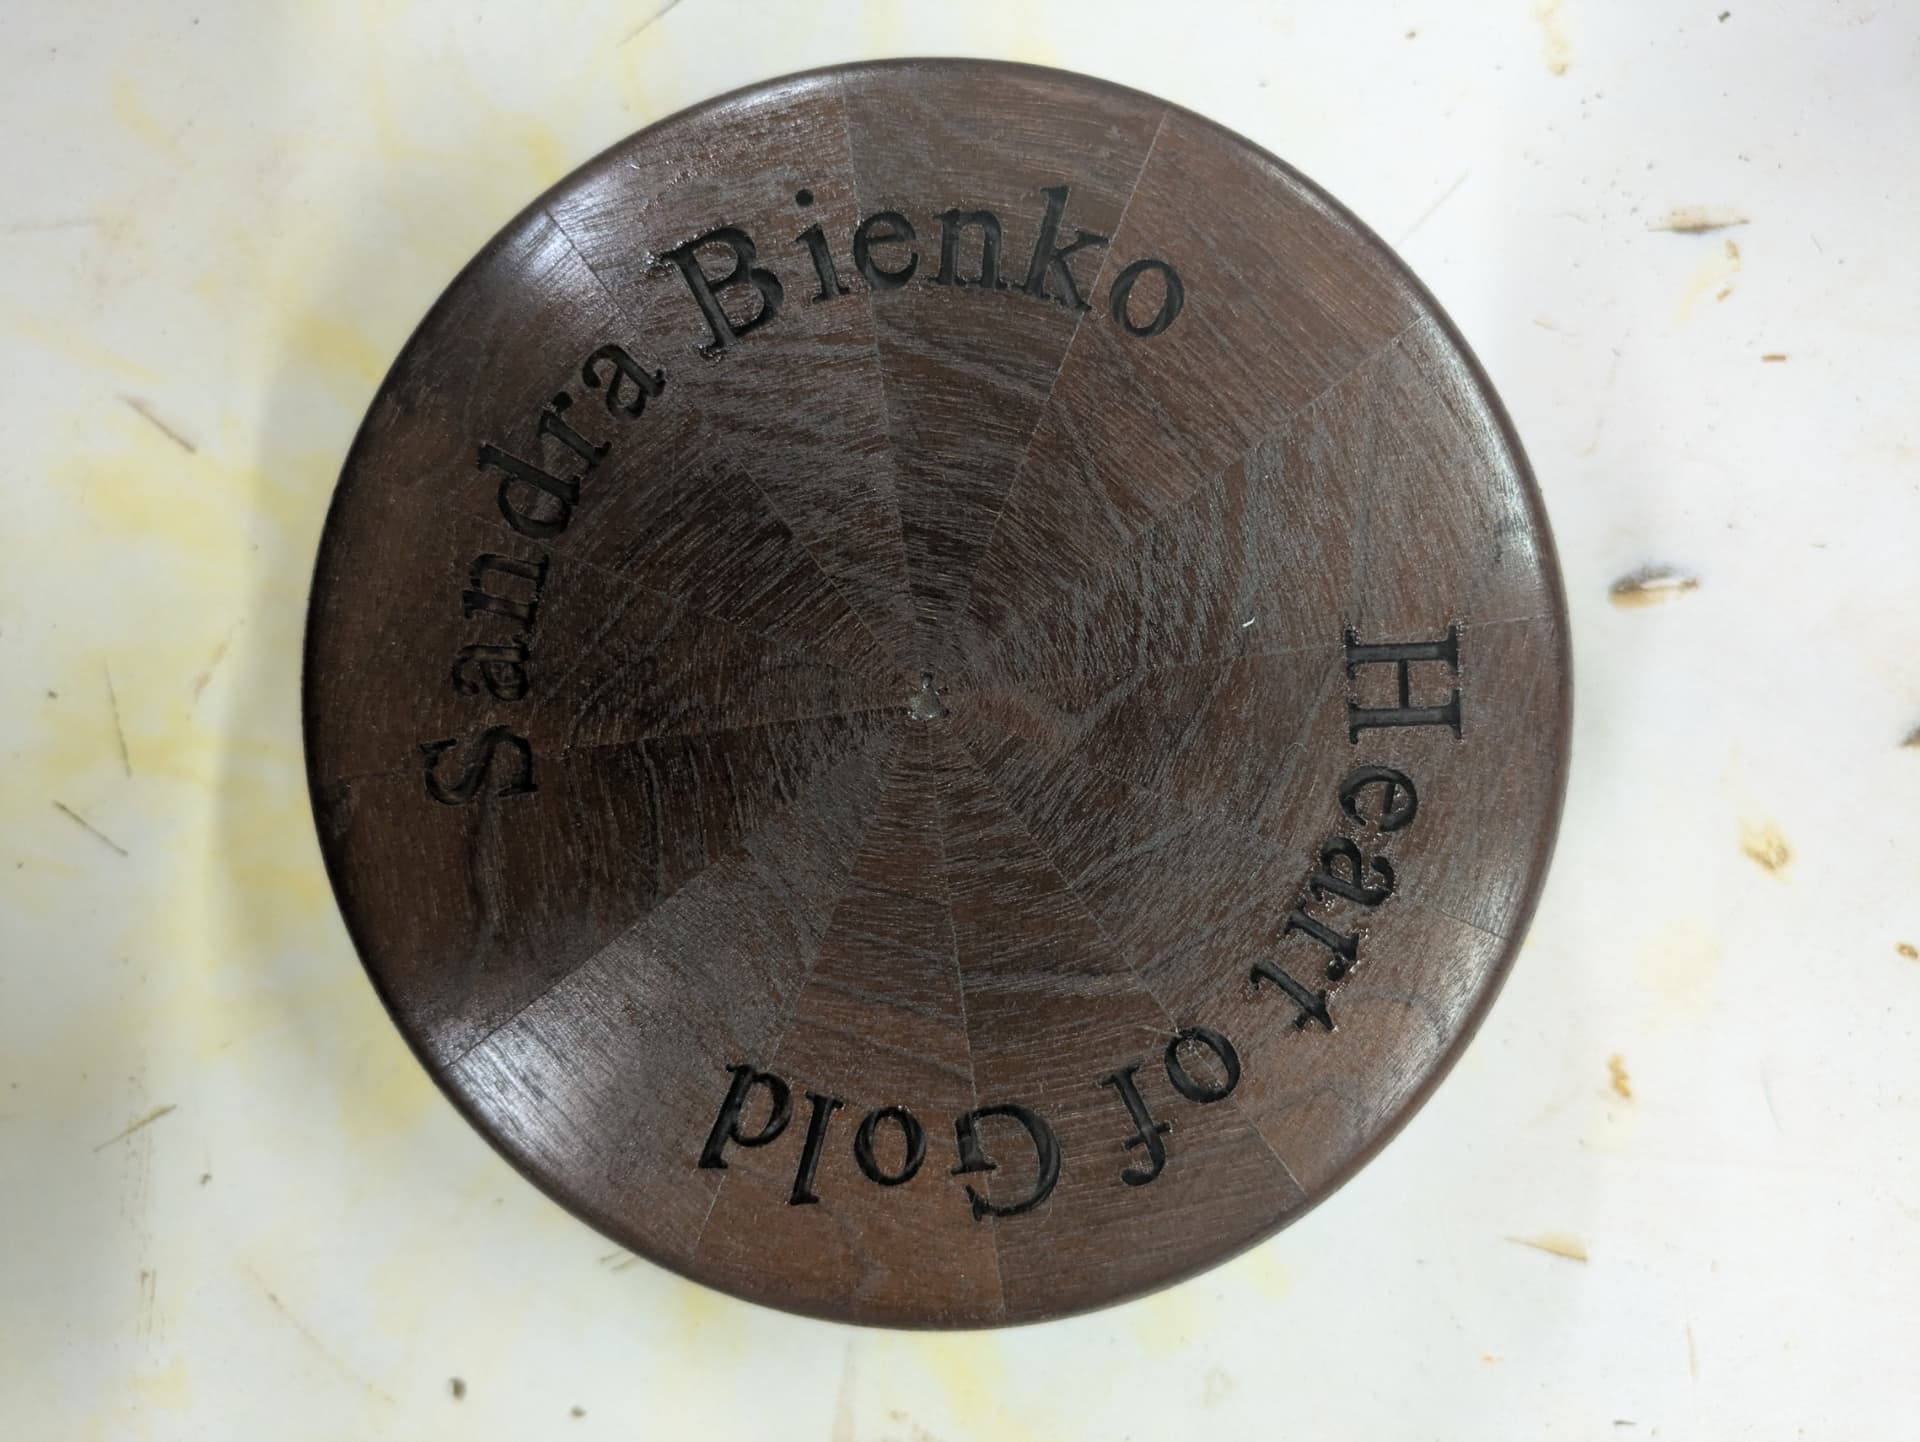 Sandra Bienko
Heart of Gold